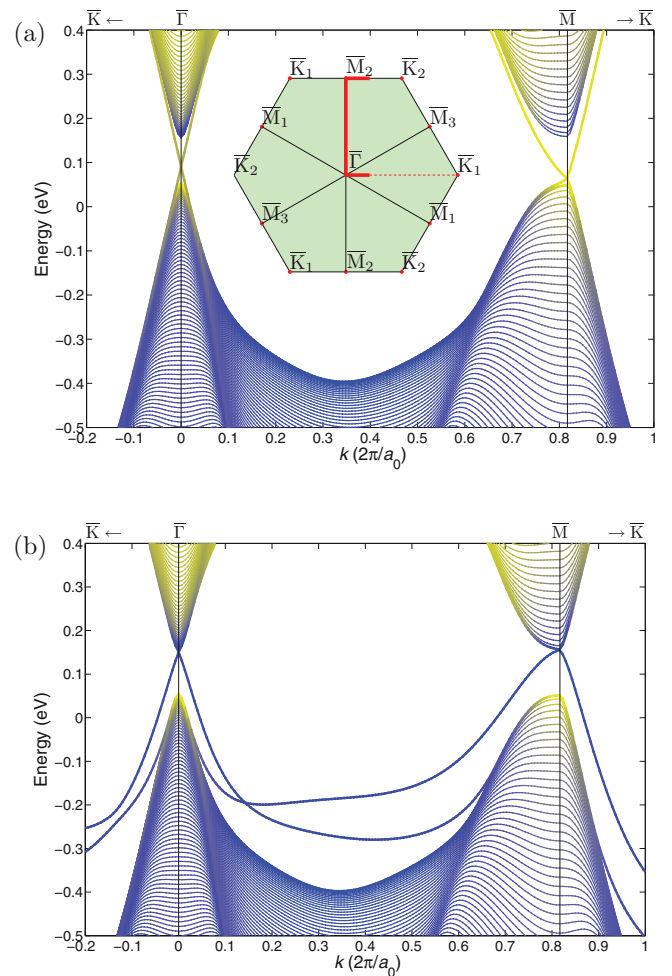 (a)
K̅ ← Γ̅ M̅ → K̅
0.4
0.3
0.2
0.1
0
−0.1
−0.2
−0.3
−0.4
−0.5
Energy (eV)
K̅₁ M̅₂ K̅₂
M̅₁ M̅₃
K̅₂ Γ̅ K̅₁
M̅₃ M̅₁
K̅₁ M̅₂ K̅₂
−0.2 −0.1 0 0.1 0.2 0.3 0.4 0.5 0.6 0.7 0.8 0.9 1
k (2π/a₀)
(b)
K̅ ← Γ̅ M̅ → K̅
0.4
0.3
0.2
0.1
0
−0.1
−0.2
−0.3
−0.4
−0.5
Energy (eV)
−0.2 −0.1 0 0.1 0.2 0.3 0.4 0.5 0.6 0.7 0.8 0.9 1
k (2π/a₀)